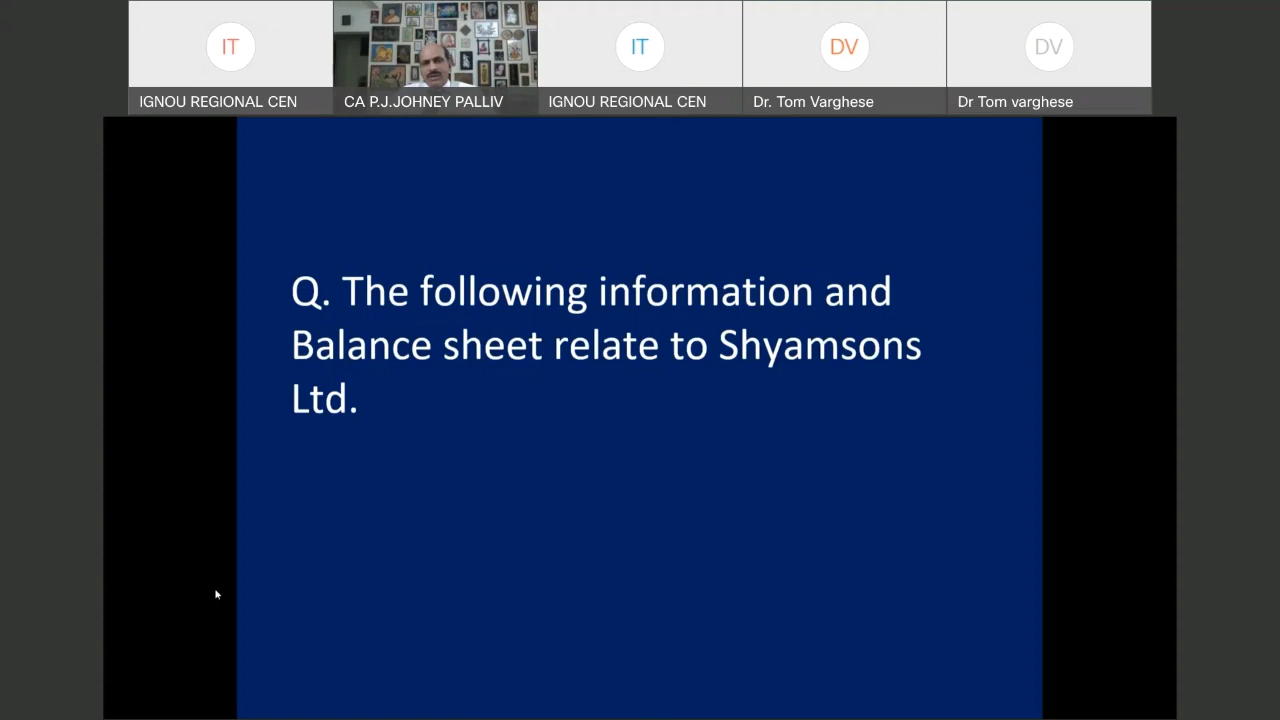 IT
IT
DV
DV
IGNOU REGIONAL CEN
CA P.J.JOHNEY PALLIV
IGNOU REGIONAL CEN
Dr. Tom Varghese
Dr Tom varghese
Q. The following information and
Balance sheet relate to Shyamsons
Ltd.